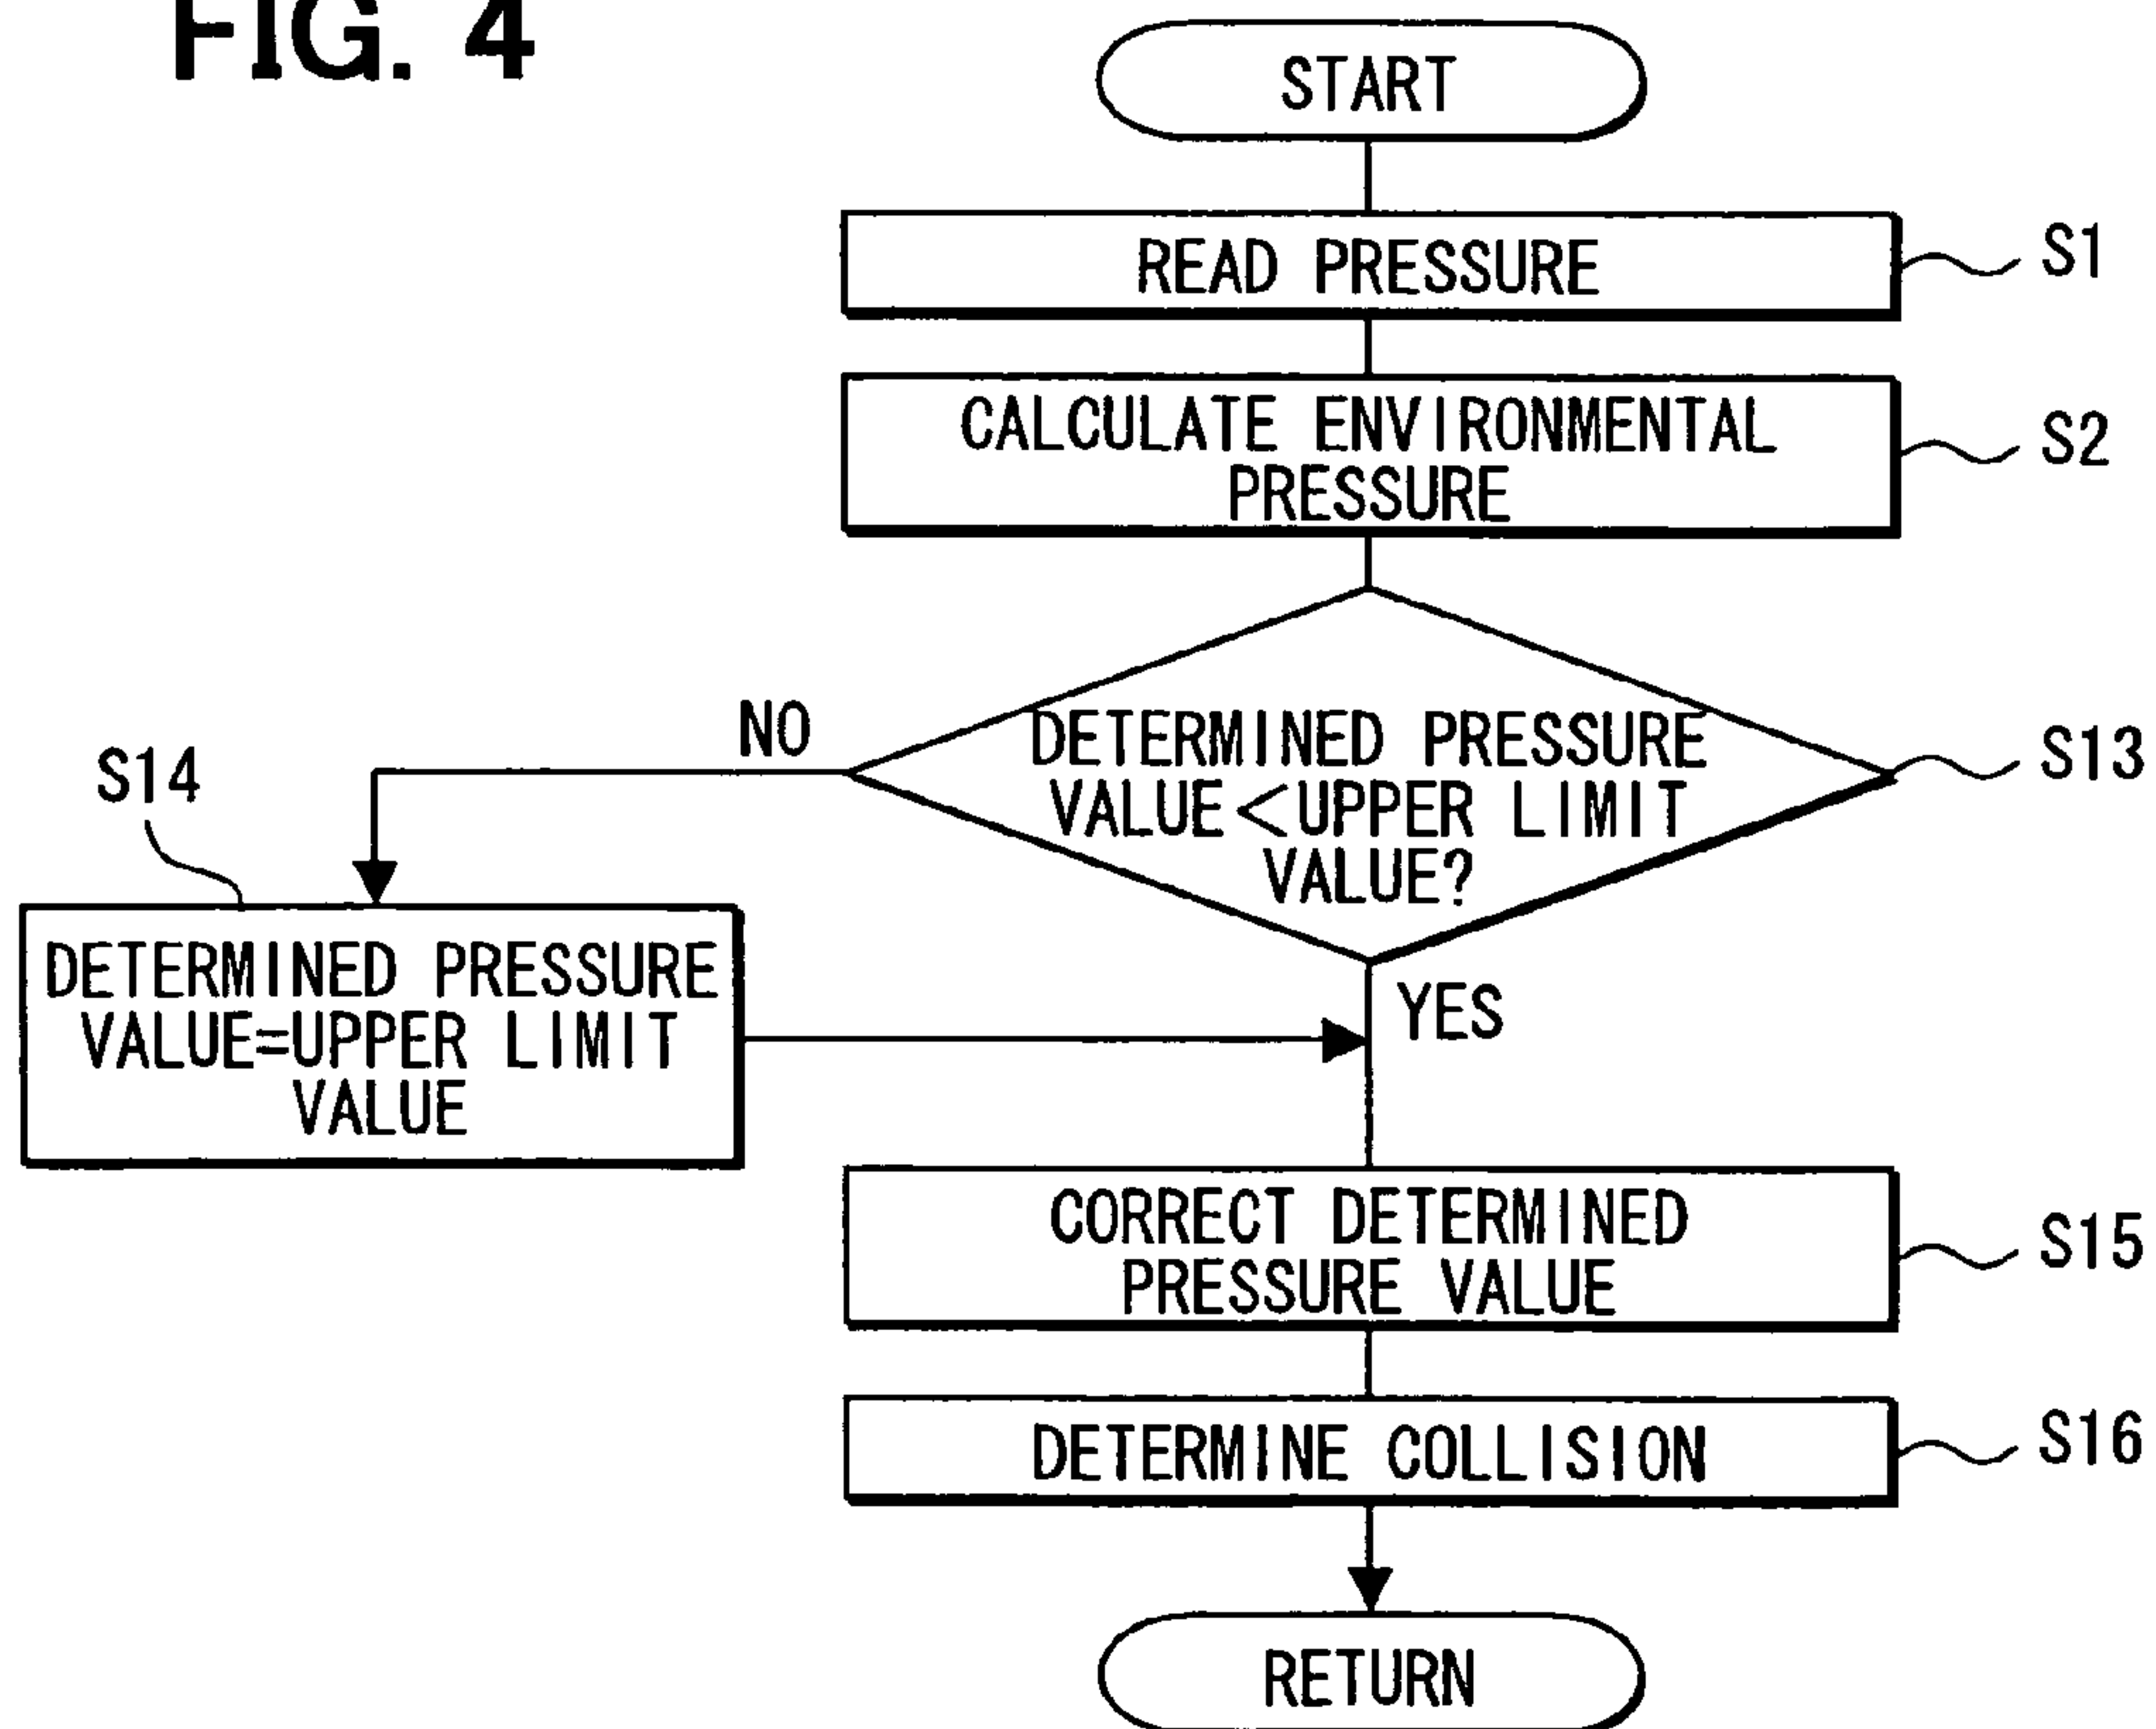 FIG. 4
START
READ PRESSURE
S1
CALCULATE ENVIRONMENTAL
PRESSURE
S2
DETERMINED PRESSURE
VALUE<UPPER LIMIT
VALUE?
S13
NO
YES
S14
DETERMINED PRESSURE
VALUE=UPPER LIMIT
VALUE
CORRECT DETERMINED
PRESSURE VALUE
S15
DETERMINE COLLISION
S16
RETURN